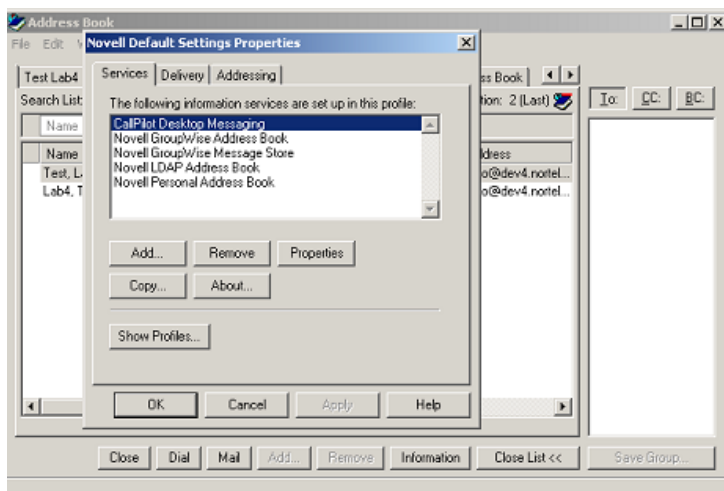 Address Book
File Edit
Novell Default Settings Properties
Test Lab4
Services Delivery Addressing
ss Book
Search List:
The following information services are set up in this profile:
tion: 2 (Last)
To: CC: BC:
Name
CallPilot Desktop Messaging
Novell GroupWise Address Book
Name
Novell GroupWise Message Store
ddress
Test, L
Novell LDAP Address Book
o@dev4.nortel...
Lab4, T
Novell Personal Address Book
o@dev4.nortel...
Add... Remove Properties
Copy... About...
Show Profiles...
OK Cancel Apply Help
Close Dial Mail Add... Remove Information Close List << Save Group...